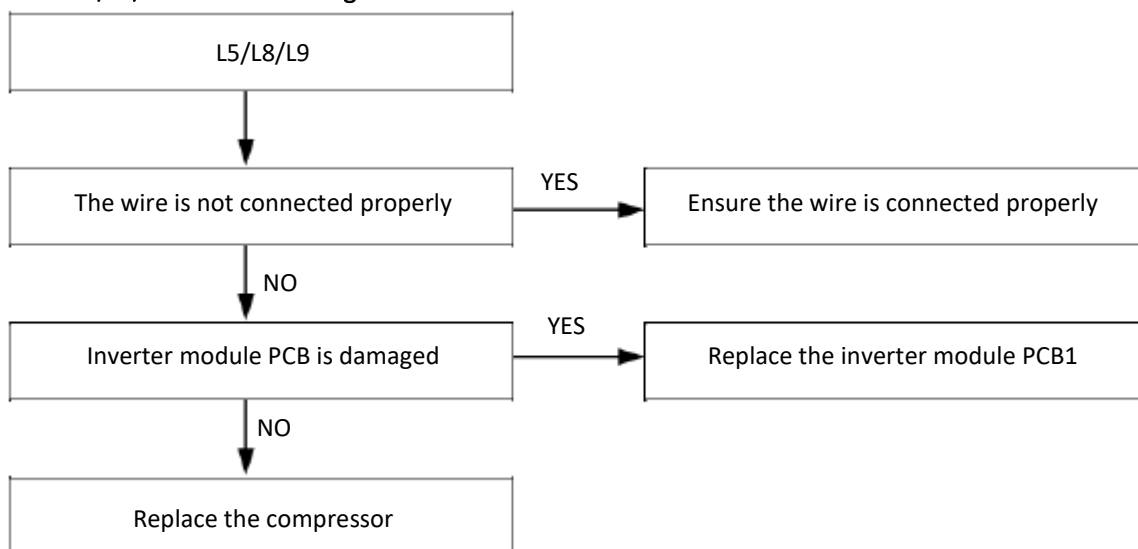 L5/L8/L9
The wire is not connected properly
YES
Ensure the wire is connected properly
NO
Inverter module PCB is damaged
YES
Replace the inverter module PCB1
NO
Replace the compressor